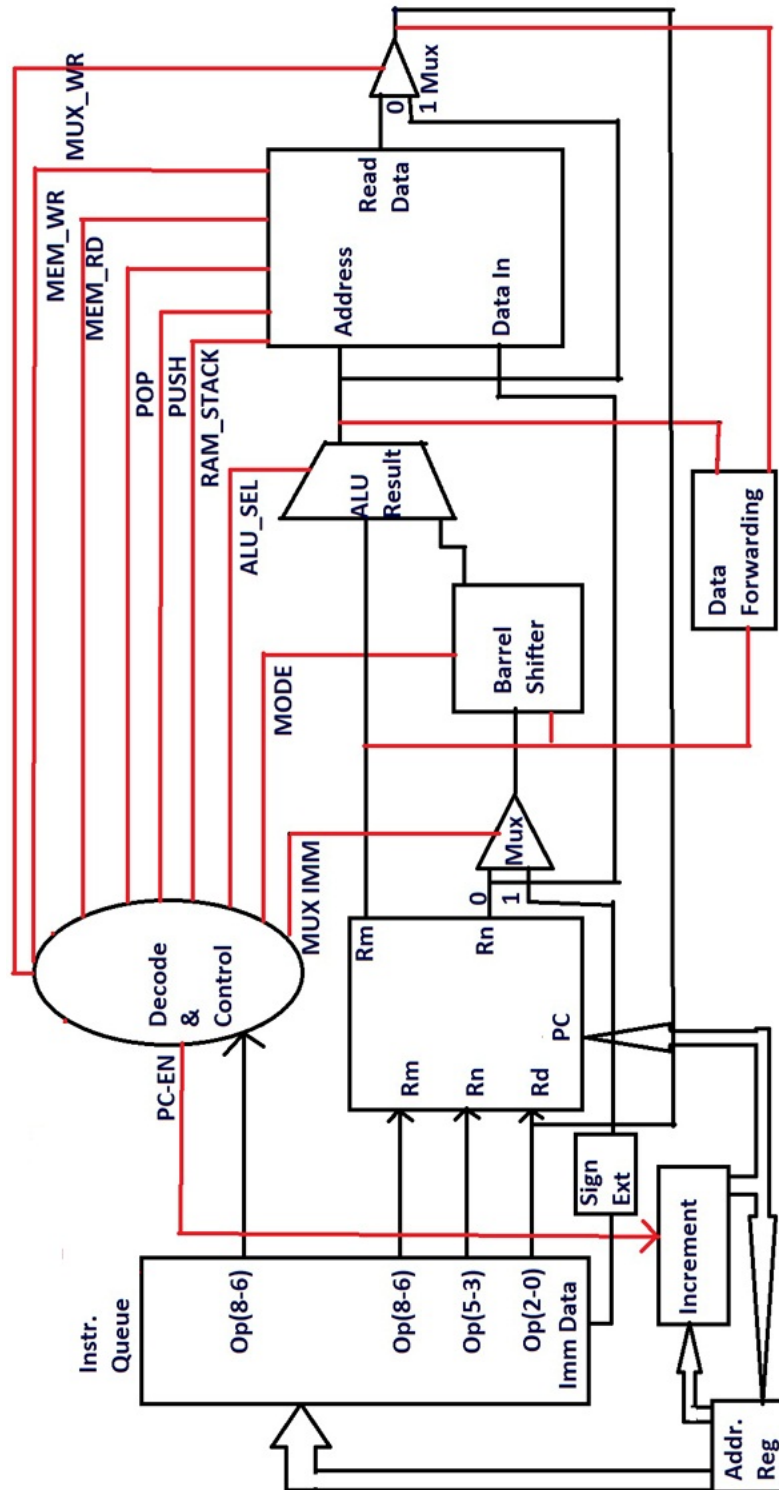 Instr.
Queue
Op(8-6)
Op(8-6)
Op(5-3)
Op(2-0)
Imm Data
Addr.
Reg
Increment
Sign
Ext
PC-EN
Decode
&
Control
Rm
Rn
Rd
PC
Rm
Rn
0
1
Mux
MUX IMM
MODE
Barrel
Shifter
ALU_SEL
ALU
Result
RAM_STACK
PUSH
POP
MEM_RD
MEM_WR
MUX_WR
Address
Data In
Read
Data
0
1
Mux
Data
Forwarding